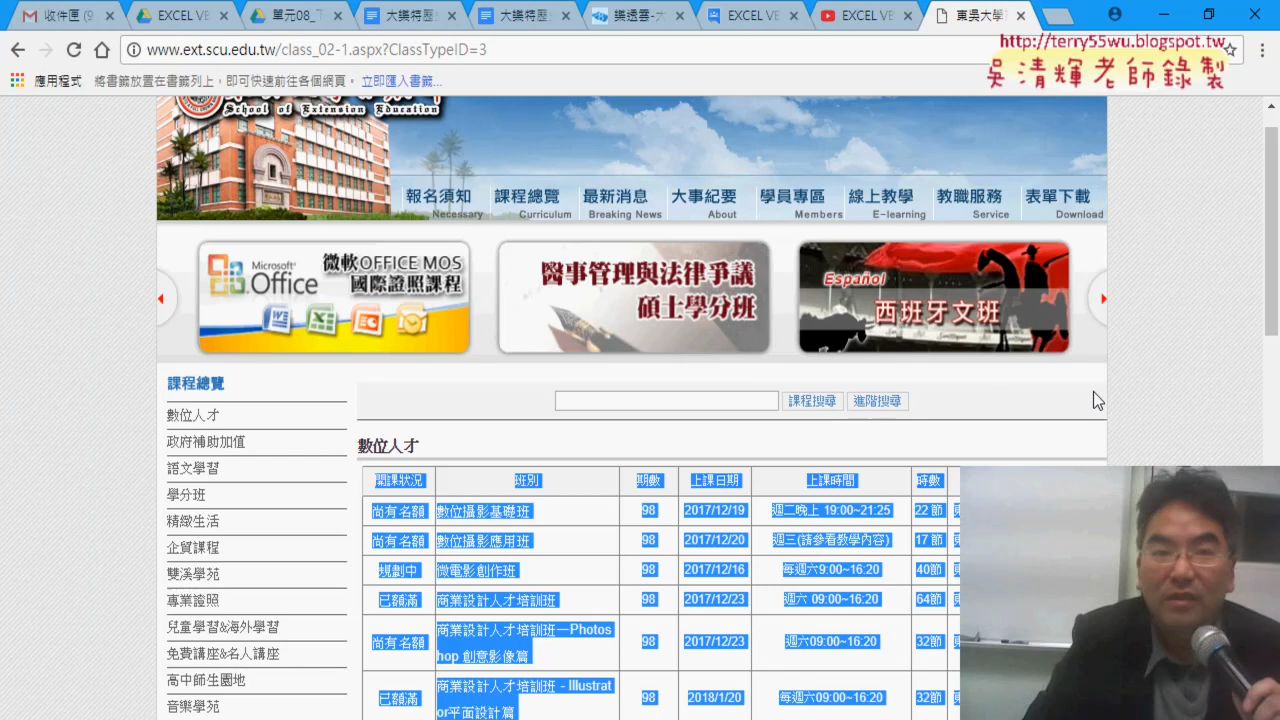 收件匣 (9
EXCEL VE
單元08_下
大議特歷
大議特歷
議透雲-大
EXCEL VE
EXCEL VE
東吳大學
www.ext.scu.edu.tw/class_02-1.aspx?ClassTypeID=3
http://terry55wu.blogspot.tw
吳清輝老師錄製
應用程式 將書籤放置在書籤列上，即可快速前往各個網頁。 立即匯入書籤...
School of Extension Education
報名須知 課程總覽 最新消息 大事紀要 學員專區 線上教學 教職服務 表單下載
Necessary Curriculum Breaking News About Members E-learning Service Download
Microsoft® Office
微軟OFFICE MOS
國際證照課程
醫事管理與法律爭議
碩士學分班
Español
西班牙文班
課程總覽
數位人才
政府補助加值
語文學習
學分班
精緻生活
企貿課程
雙溪學苑
專業證照
兒童學習&海外學習
免費講座&名人講座
高中師生園地
音樂學苑
課程搜尋 進階搜尋
數位人才
開課狀況 班別 期數 上課日期 上課時間 時數
尚有名額 數位攝影基礎班 98 2017/12/19 週二晚上 19:00~21:25 22 節
尚有名額 數位攝影應用班 98 2017/12/20 週三(請參看教學內容) 17 節
規劃中 微電影創作班 98 2017/12/16 每週六9:00~16:20 40節
已額滿 商業設計人才培訓班 98 2017/12/23 週六 09:00~16:20 64節
尚有名額 商業設計人才培訓班—Photos
hop 創意影像篇 98 2017/12/23 週六09:00~16:20 32節
已額滿 商業設計人才培訓班 - Illustrat
or平面設計篇 98 2018/1/20 每週六09:00~16:20 32節